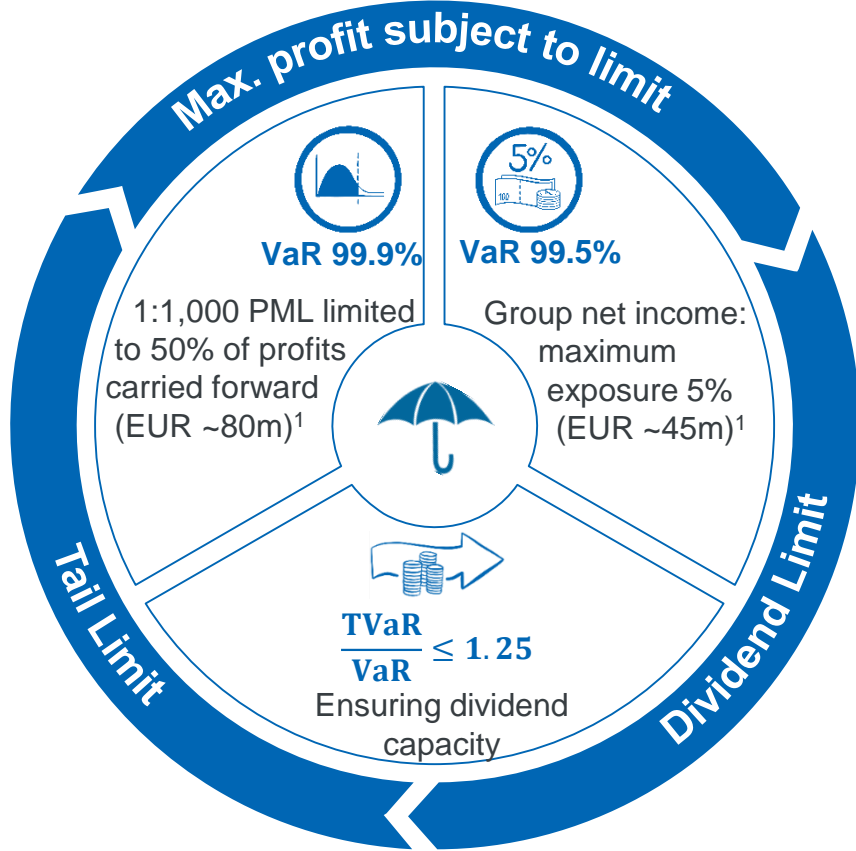 Max. profit subject to limit
VaR 99.9%
1:1,000 PML limited
to 50% of profits
carried forward
(EUR ~80m)¹
5%
100
VaR 99.5%
Group net income:
maximum
exposure 5%
(EUR ~45m)¹
TVaR
VaR
≤ 1.25
Ensuring dividend
capacity
Tail Limit
Dividend Limit